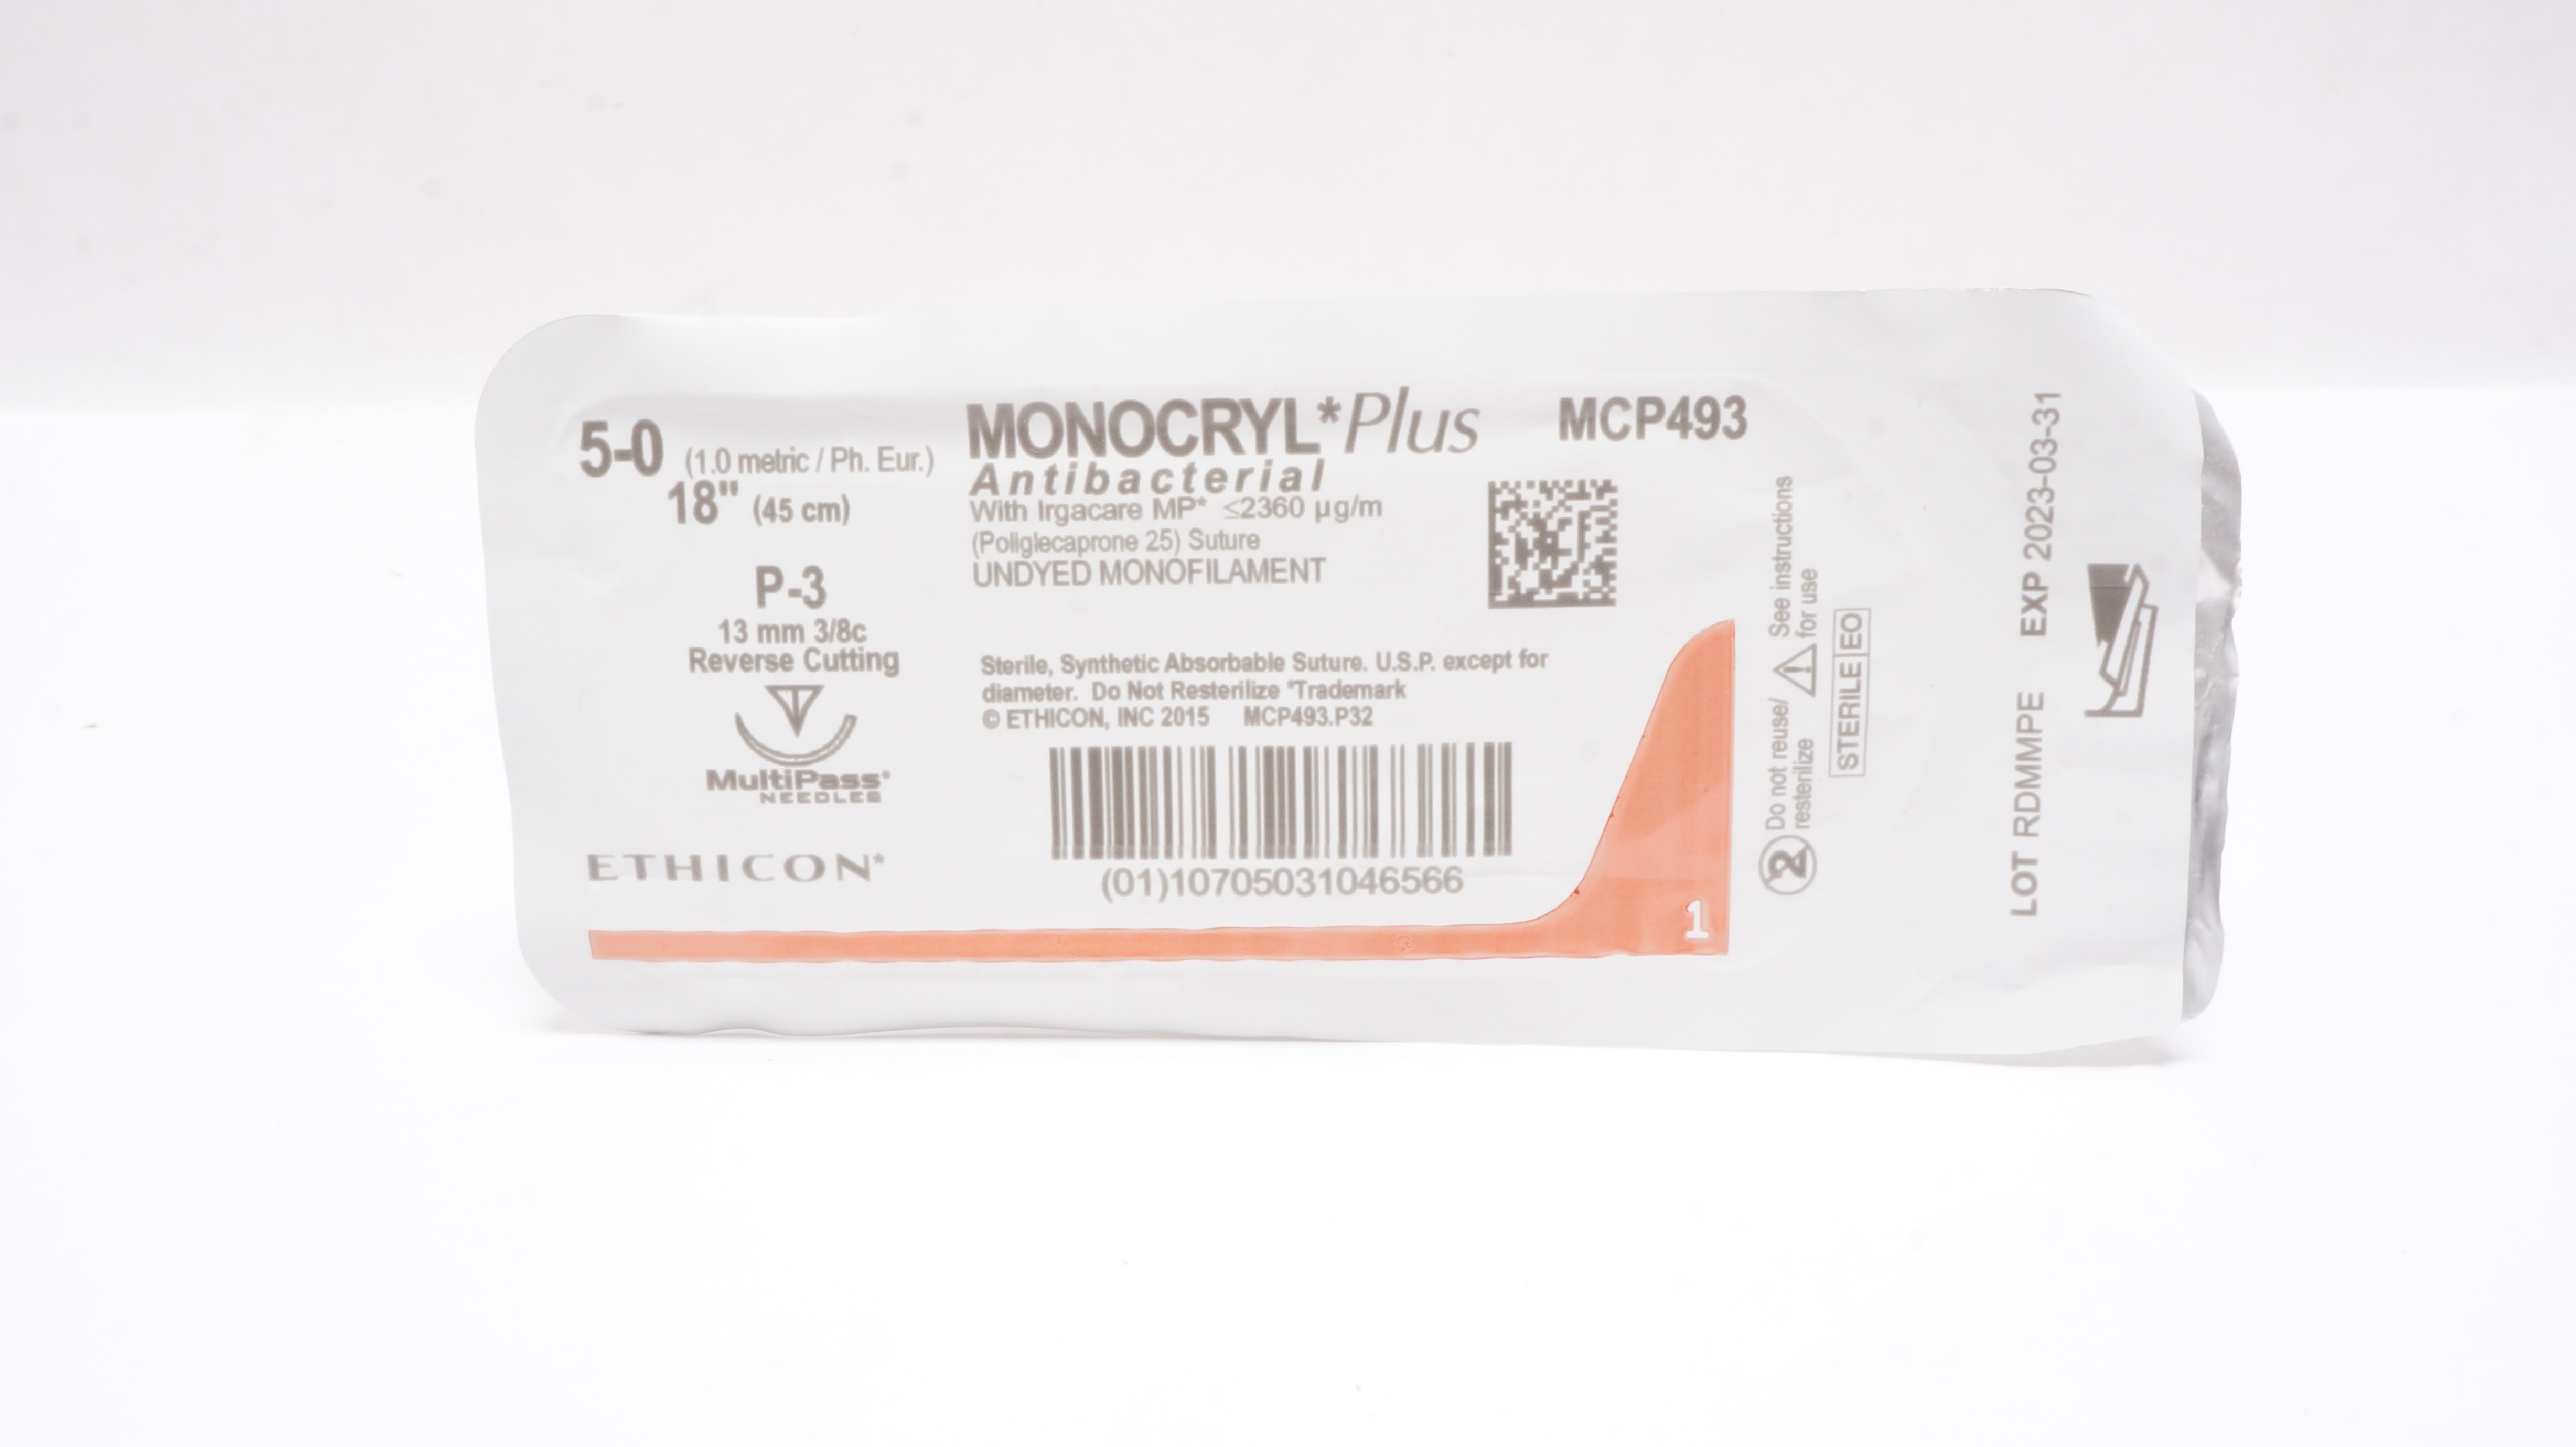 5-0 (1.0 metric / Ph. Eur.)
18" (45 cm)
P-3
13 mm 3/8c
Reverse Cutting
MultiPass*
NEEDLES
ETHICON*
MONOCRYL* Plus
Antibacterial
With Irgacare MP* ≤2360 µg/m
(Poliglecaprone 25) Suture
UNDYED MONOFILAMENT
MCP493
Sterile, Synthetic Absorbable Suture. U.S.P. except for
diameter. Do Not Resterilize *Trademark
© ETHICON, INC 2015 MCP493.P32
(01)10705031046566
1
2
Do not reuse/
resterilize
See instructions
for use
STERILE EO
LOT RDMMPE EXP 2023-03-31